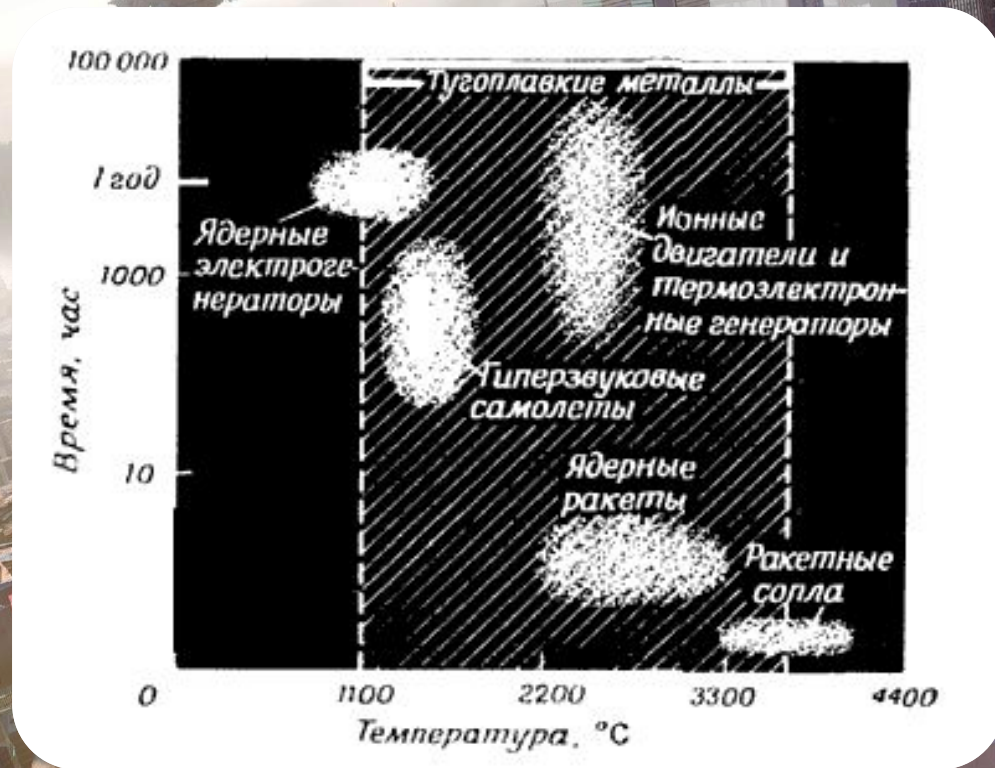 100 000
Тугоплавкие металлы
1 год
Ядерные
электроге-
нераторы
Ионные
двигатели и
термоэлектрон-
ные генераторы
1000
Время, час
Гиперзвуковые
самолеты
10
Ядерные
ракеты
Ракетные
сопла
0 1100 2200 3300 4400
Температура, °C